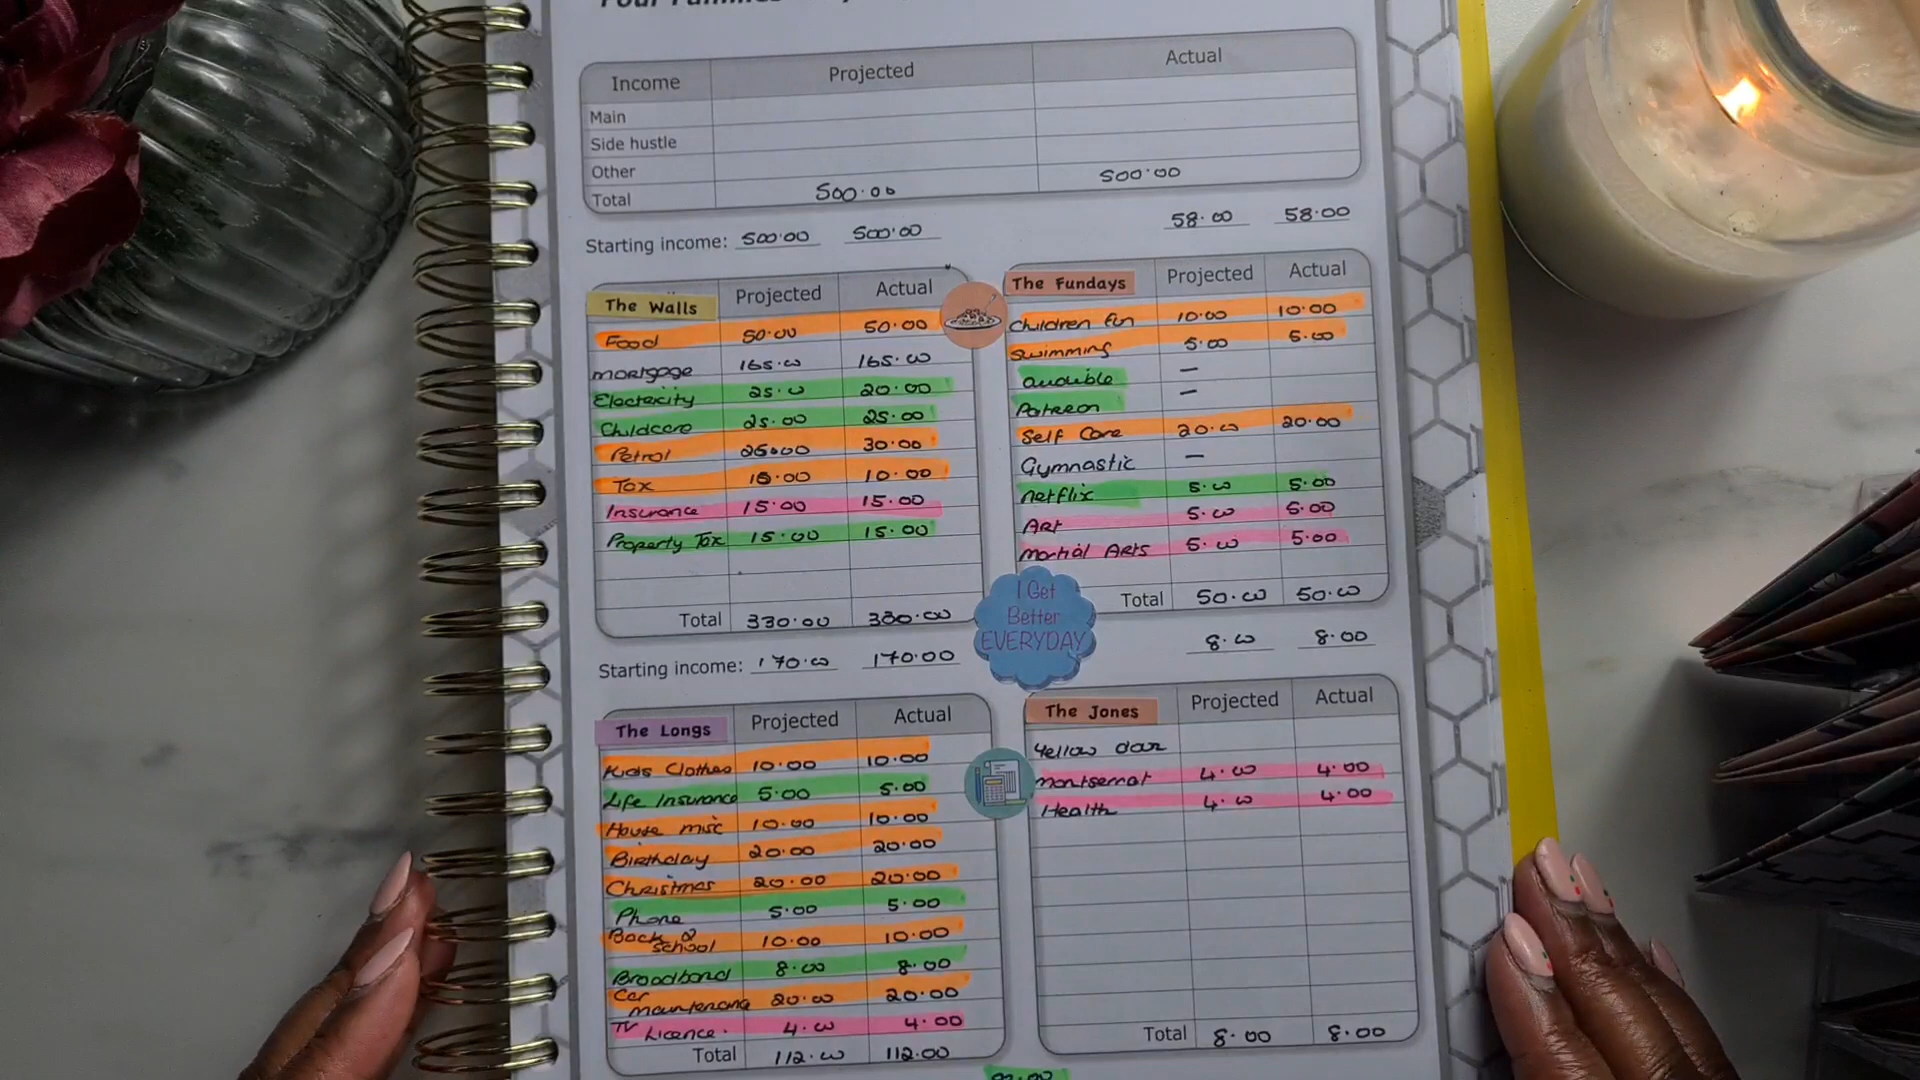 Income Projected Actual
Main
Side hustle
Other 500.00
Total 500.00
Starting income: 500.00 500.00
58.00 58.00
The Walls Projected Actual
Food 50.00 50.00
mortgage 165.00 165.00
Electricity 25.00 20.00
Childcare 25.00 25.00
Petrol 25.00 30.00
Tax 10.00 10.00
Insurance 15.00 15.00
Property Tax 15.00 15.00
Total 330.00 330.00
The Fundays Projected Actual
Children fun 10.00 10.00
Swimming 5.00 5.00
audible —
Patreon —
Self Care 20.00 20.00
Gymnastic —
Netflix 5.00 5.00
Art 5.00 5.00
Martial Arts 5.00 5.00
Total 50.00 50.00
I Get
Better
EVERYDAY
Starting income: 170.00 170.00
8.00 8.00
The Longs Projected Actual
Kids Clothes 10.00 10.00
Life Insurance 5.00 5.00
House misc 10.00 10.00
Birthday 20.00 20.00
Christmas 20.00 20.00
Phone 5.00 5.00
Back 2 school 10.00 10.00
Broadband 8.00 8.00
Car maintenance 20.00 20.00
TV Licence. 4.00 4.00
Total 112.00 112.00
The Jones Projected Actual
Yellow
Montserrat 4.00 4.00
Health 4.00 4.00
Total 8.00 8.00